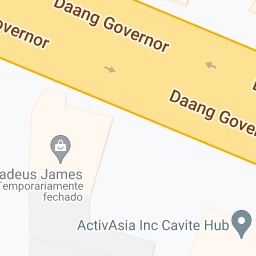 Daang Governor
Governor
Daang Gover
adeus James
Temporariamente
fechado
ActivAsia Inc Cavite Hub